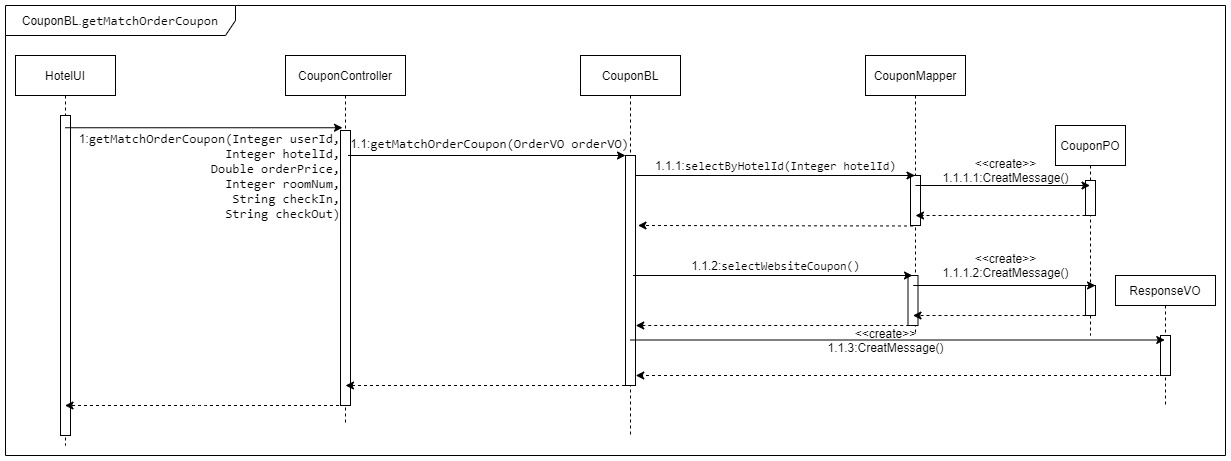 CouponBL.getMatchOrderCoupon
HotelUI
CouponController
CouponBL
CouponMapper
CouponPO
1:getMatchOrderCoupon(Integer userId,
Integer hotelId,
Double orderPrice,
Integer roomNum,
String checkIn,
String checkOut)
1.1:getMatchOrderCoupon(OrderVO orderVO)
1.1.1:selectByHotelId(Integer hotelId)
<<create>>
1.1.1.1:CreatMessage()
1.1.2:selectWebsiteCoupon()
<<create>>
1.1.1.2:CreatMessage()
ResponseVO
<<create>>
1.1.3:CreatMessage()